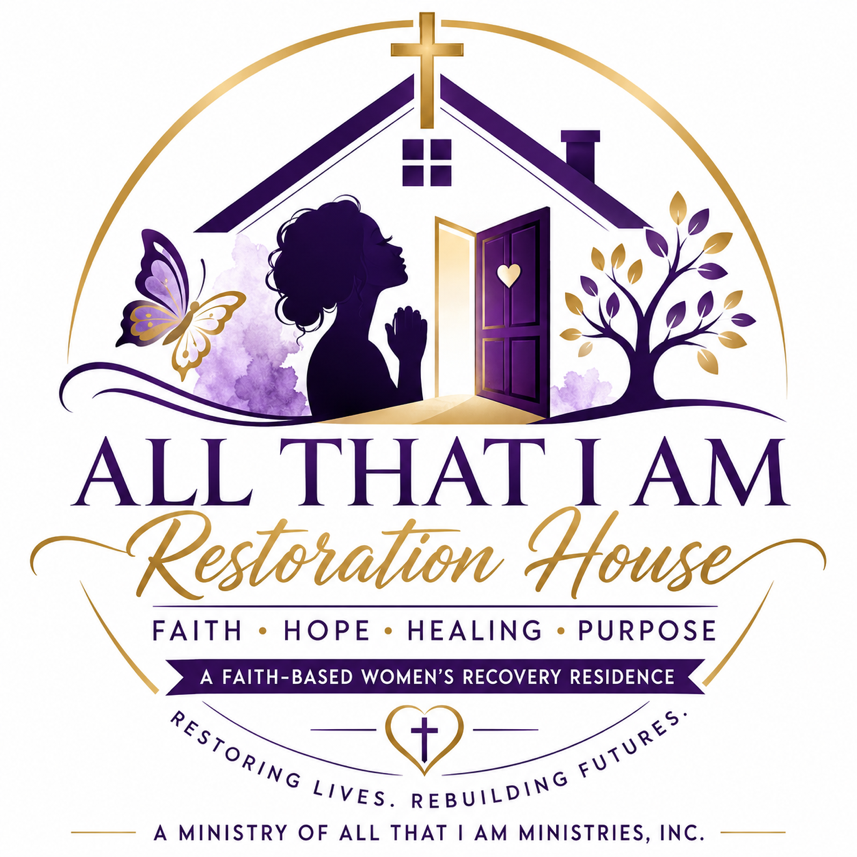 ALL THAT I AM
Restoration House
FAITH • HOPE • HEALING • PURPOSE
A FAITH-BASED WOMEN'S RECOVERY RESIDENCE
RESTORING LIVES. REBUILDING FUTURES.
A MINISTRY OF ALL THAT I AM MINISTRIES, INC.